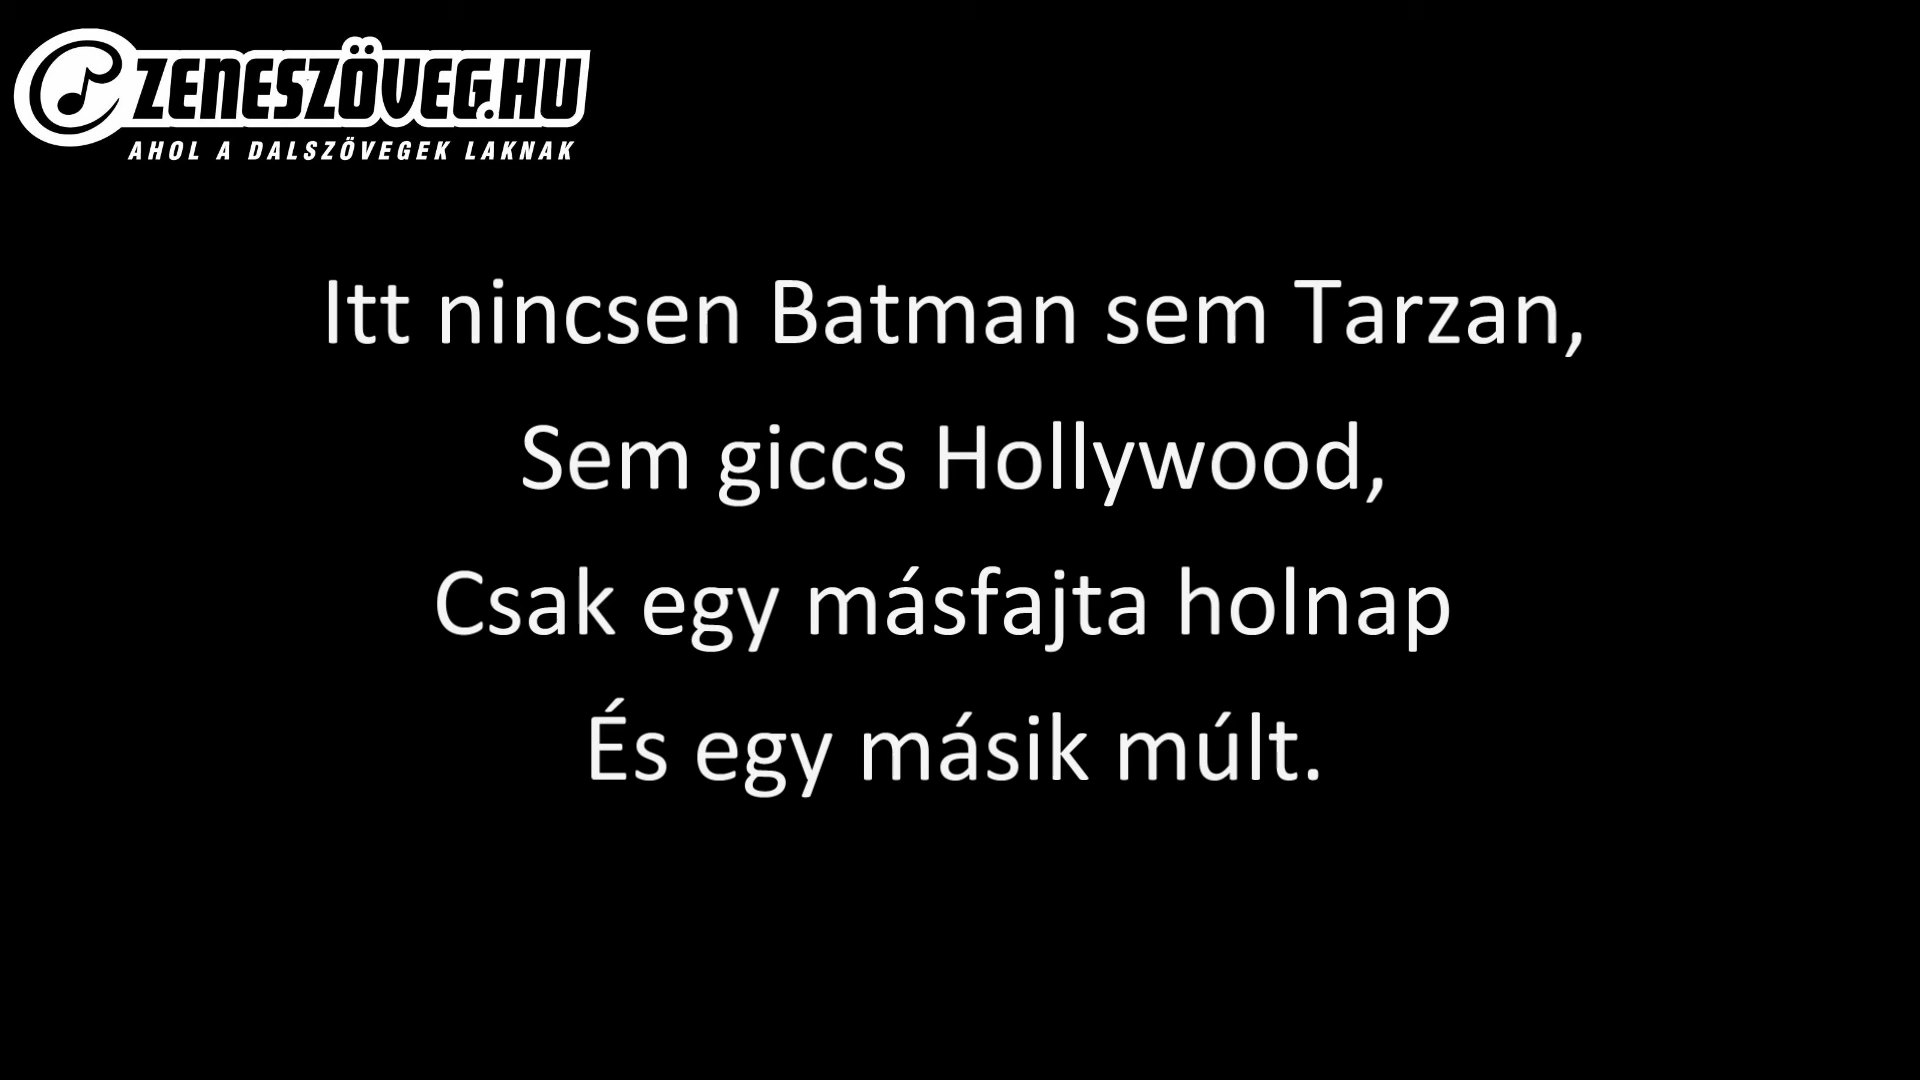 ZENESZÖVEG.HU
AHOL A DALSZÖVEGEK LAKNAK
Itt nincsen Batman sem Tarzan,
Sem giccs Hollywood,
Csak egy másfajta holnap
És egy másik múlt.